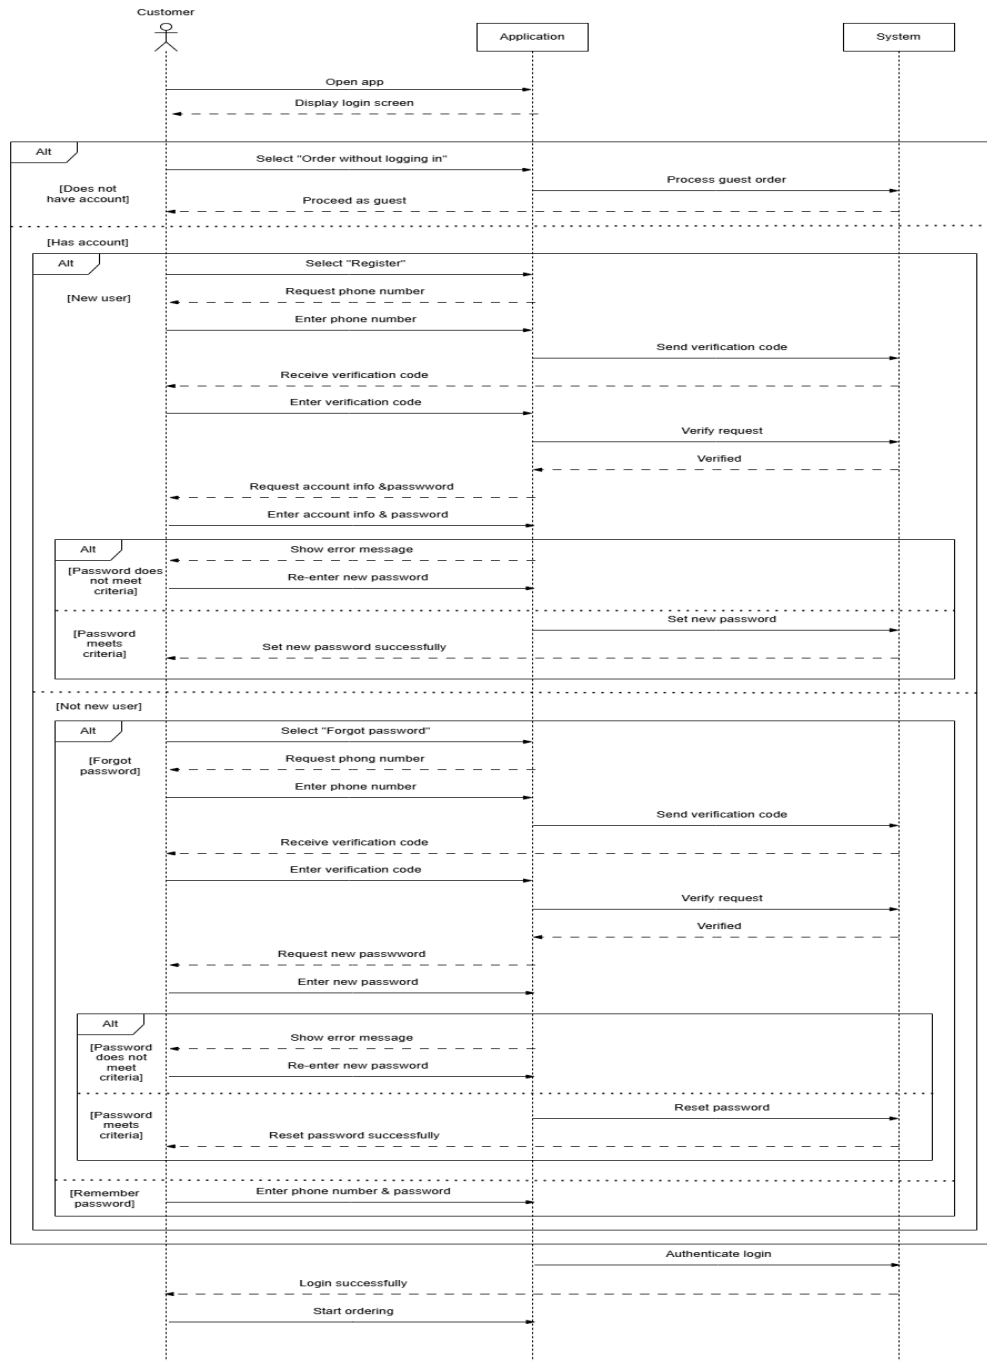 Customer
Application
System
Open app
Display login screen
Alt
Select "Order without logging in"
Process guest order
[Does not
have account]
Proceed as guest
[Has account]
Alt
Select "Register"
Request phone number
[New user]
Enter phone number
Send verification code
Receive verification code
Enter verification code
Verify request
Verified
Request account info &passwword
Enter account info & password
Alt
Show error message
[Password does
not meet
criteria]
Re-enter new password
Set new password
[Password
meets
criteria]
Set new password successfully
[Not new user]
Alt
Select "Forgot password"
[Forgot
password]
Request phong number
Enter phone number
Send verification code
Receive verification code
Enter verification code
Verify request
Verified
Request new passwword
Enter new password
Alt
Show error message
[Password
does not
meet
criteria]
Re-enter new password
Reset password
[Password
meets
criteria]
Reset password successfully
[Remember
password]
Enter phone number & password
Authenticate login
Login successfully
Start ordering